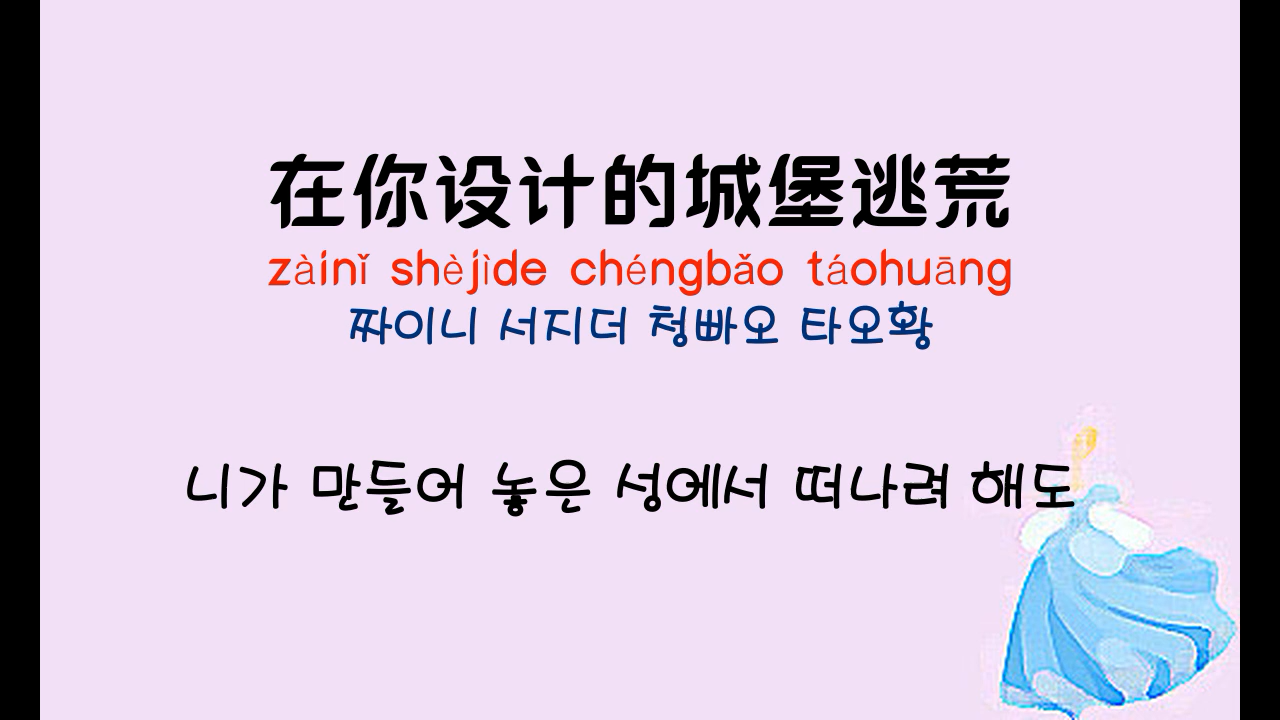 在你设计的城堡逃荒
zàinǐ shèjìde chéngbǎo táohuāng
짜이니 서지더 청빠오 타오황
니가 만들어 놓은 성에서 떠나려 해도